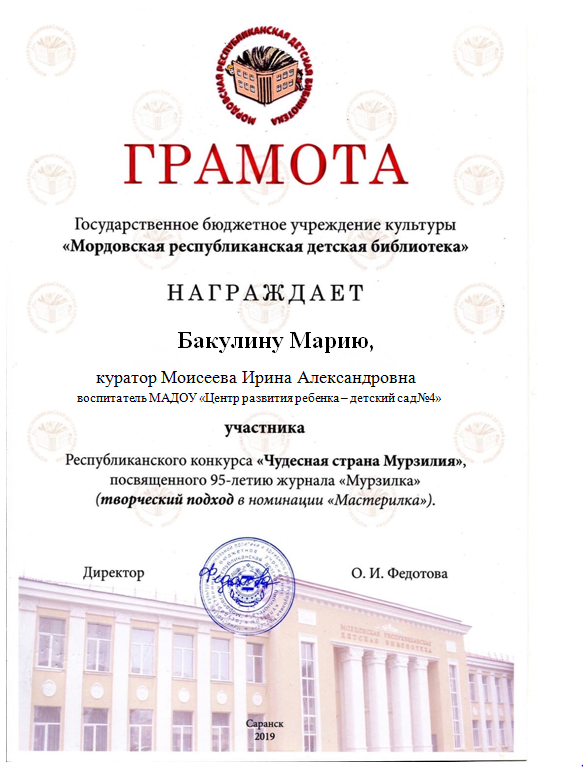 МОРДОВСКАЯ РЕСПУБЛИКАНСКАЯ ДЕТСКАЯ БИБЛИОТЕКА
ГРАМОТА
Государственное бюджетное учреждение культуры
«Мордовская республиканская детская библиотека»
НАГРАЖДАЕТ
Бакулину Марию,
куратор Моисеева Ирина Александровна
воспитатель МАДОУ «Центр развития ребенка – детский сад№4»
участника
Республиканского конкурса «Чудесная страна Мурзилия»,
посвященного 95-летию журнала «Мурзилка»
(творческий подход в номинации «Мастерилка»).
Директор
О. И. Федотова
МОРДОВСКАЯ РЕСПУБЛИКАНСКАЯ
ДЕТСКАЯ БИБЛИОТЕКА
Саранск
2019